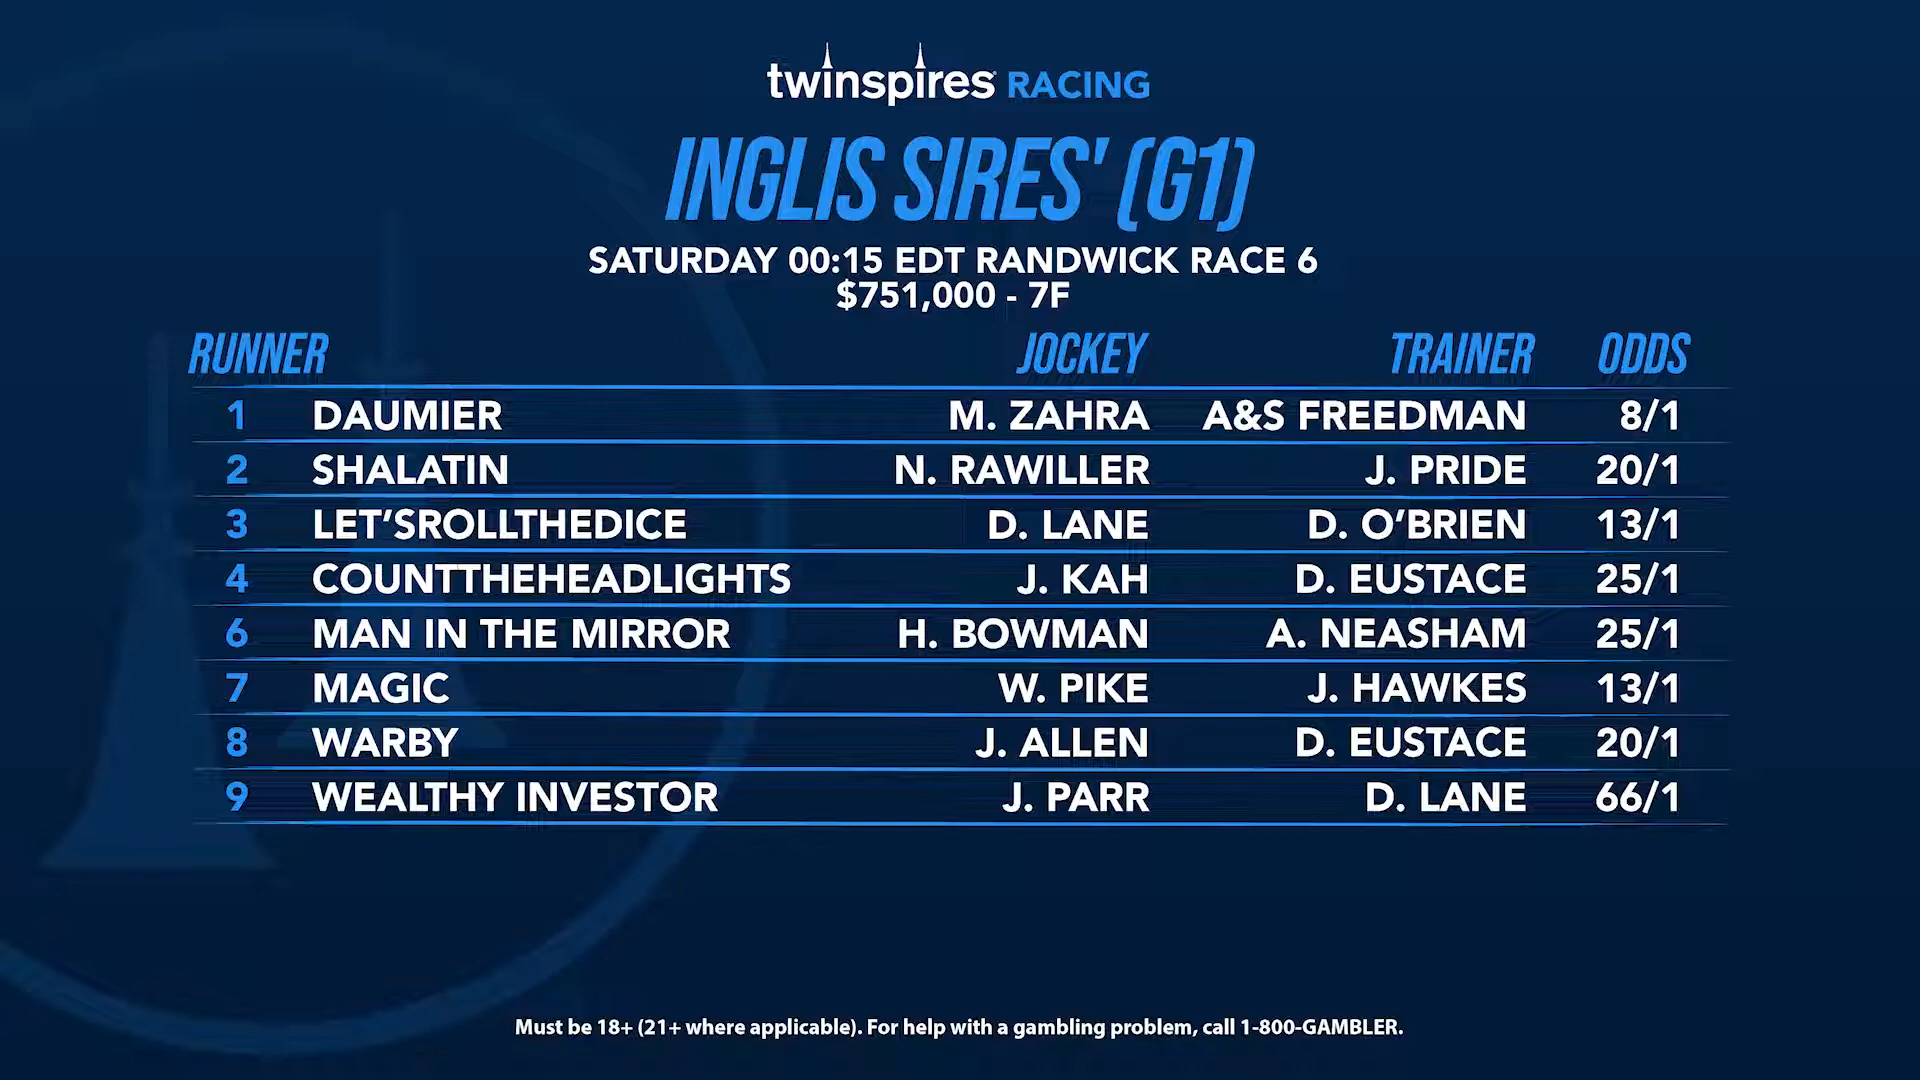 twinspires RACING
INGLIS SIRES' (G1)
SATURDAY 00:15 EDT RANDWICK RACE 6
$751,000 - 7F
RUNNER JOCKEY TRAINER ODDS
1 DAUMIER M. ZAHRA A&S FREEDMAN 8/1
2 SHALATIN N. RAWILLER J. PRIDE 20/1
3 LET’SROLLTHEDICE D. LANE D. O’BRIEN 13/1
4 COUNTTHEHEADLIGHTS J. KAH D. EUSTACE 25/1
6 MAN IN THE MIRROR H. BOWMAN A. NEASHAM 25/1
7 MAGIC W. PIKE J. HAWKES 13/1
8 WARBY J. ALLEN D. EUSTACE 20/1
9 WEALTHY INVESTOR J. PARR D. LANE 66/1
Must be 18+ (21+ where applicable). For help with a gambling problem, call 1-800-GAMBLER.